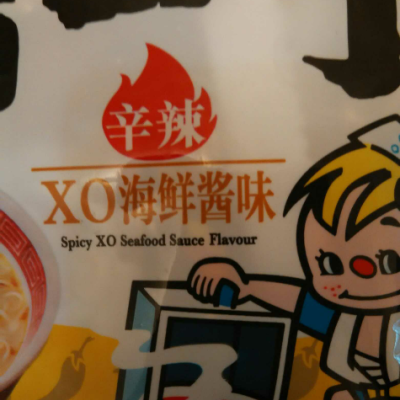 辛辣
XO海鲜酱味
Spicy XO Seafood Sauce Flavour